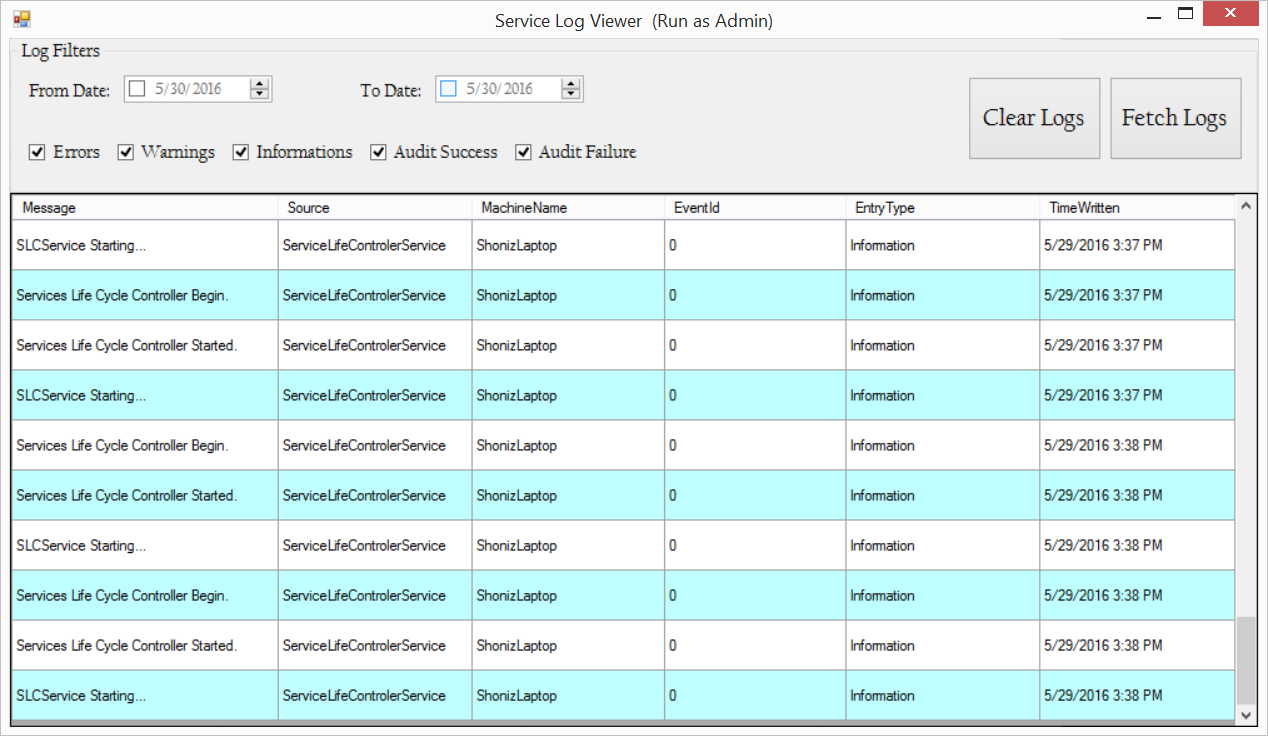 Service Log Viewer (Run as Admin)
Log Filters
From Date: 5/30/2016 To Date: 5/30/2016
Clear Logs Fetch Logs
Errors Warnings Informations Audit Success Audit Failure
Message Source MachineName EventId EntryType TimeWritten
SLCService Starting... ServiceLifeControlerService ShonizLaptop 0 Information 5/29/2016 3:37 PM
Services Life Cycle Controller Begin. ServiceLifeControlerService ShonizLaptop 0 Information 5/29/2016 3:37 PM
Services Life Cycle Controller Started. ServiceLifeControlerService ShonizLaptop 0 Information 5/29/2016 3:37 PM
SLCService Starting... ServiceLifeControlerService ShonizLaptop 0 Information 5/29/2016 3:37 PM
Services Life Cycle Controller Begin. ServiceLifeControlerService ShonizLaptop 0 Information 5/29/2016 3:38 PM
Services Life Cycle Controller Started. ServiceLifeControlerService ShonizLaptop 0 Information 5/29/2016 3:38 PM
SLCService Starting... ServiceLifeControlerService ShonizLaptop 0 Information 5/29/2016 3:38 PM
Services Life Cycle Controller Begin. ServiceLifeControlerService ShonizLaptop 0 Information 5/29/2016 3:38 PM
Services Life Cycle Controller Started. ServiceLifeControlerService ShonizLaptop 0 Information 5/29/2016 3:38 PM
SLCService Starting... ServiceLifeControlerService ShonizLaptop 0 Information 5/29/2016 3:38 PM